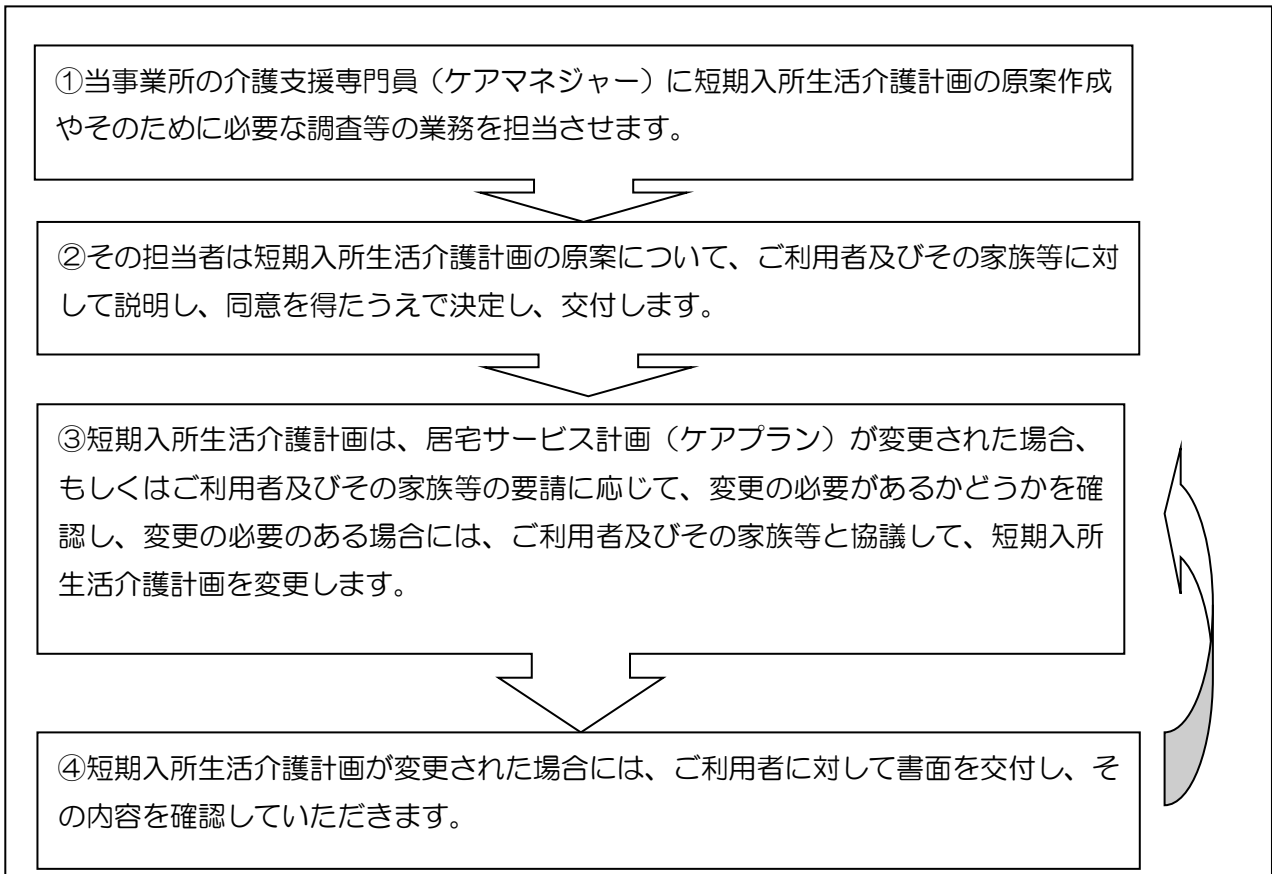 ①当事業所の介護支援専門員（ケアマネジャー）に短期入所生活介護計画の原案作成
やそのために必要な調査等の業務を担当させます。
②その担当者は短期入所生活介護計画の原案について、ご利用者及びその家族等に対
して説明し、同意を得たうえで決定し、交付します。
③短期入所生活介護計画は、居宅サービス計画（ケアプラン）が変更された場合、
もしくはご利用者及びその家族等の要請に応じて、変更の必要があるかどうかを確
認し、変更の必要のある場合には、ご利用者及びその家族等と協議して、短期入所
生活介護計画を変更します。
④短期入所生活介護計画が変更された場合には、ご利用者に対して書面を交付し、そ
の内容を確認していただきます。